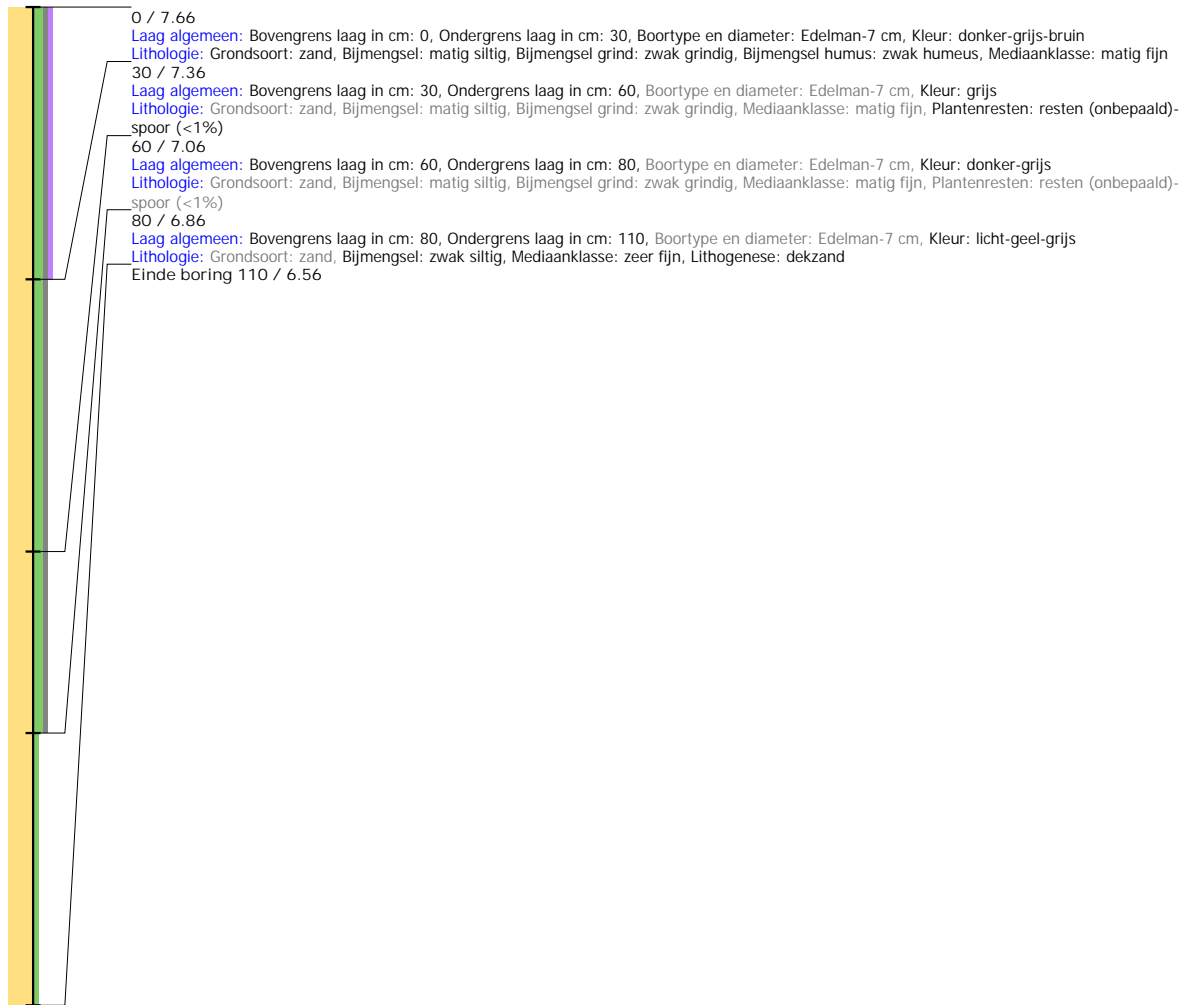 0 / 7.66
Laag algemeen: Bovengrens laag in cm: 0, Ondergrens laag in cm: 30, Boortype en diameter: Edelman-7 cm, Kleur: donker-grijs-bruin
Lithologie: Grondsoort: zand, Bijmengsel: matig siltig, Bijmengsel grind: zwak grindig, Bijmengsel humus: zwak humeus, Mediaanklasse: matig fijn
30 / 7.36
Laag algemeen: Bovengrens laag in cm: 30, Ondergrens laag in cm: 60, Boortype en diameter: Edelman-7 cm, Kleur: grijs
Lithologie: Grondsoort: zand, Bijmengsel: matig siltig, Bijmengsel grind: zwak grindig, Mediaanklasse: matig fijn, Plantenresten: resten (onbepaald)-
spoor (<1%)
60 / 7.06
Laag algemeen: Bovengrens laag in cm: 60, Ondergrens laag in cm: 80, Boortype en diameter: Edelman-7 cm, Kleur: donker-grijs
Lithologie: Grondsoort: zand, Bijmengsel: matig siltig, Bijmengsel grind: zwak grindig, Mediaanklasse: matig fijn, Plantenresten: resten (onbepaald)-
spoor (<1%)
80 / 6.86
Laag algemeen: Bovengrens laag in cm: 80, Ondergrens laag in cm: 110, Boortype en diameter: Edelman-7 cm, Kleur: licht-geel-grijs
Lithologie: Grondsoort: zand, Bijmengsel: zwak siltig, Mediaanklasse: zeer fijn, Lithogenese: dekzand
Einde boring 110 / 6.56